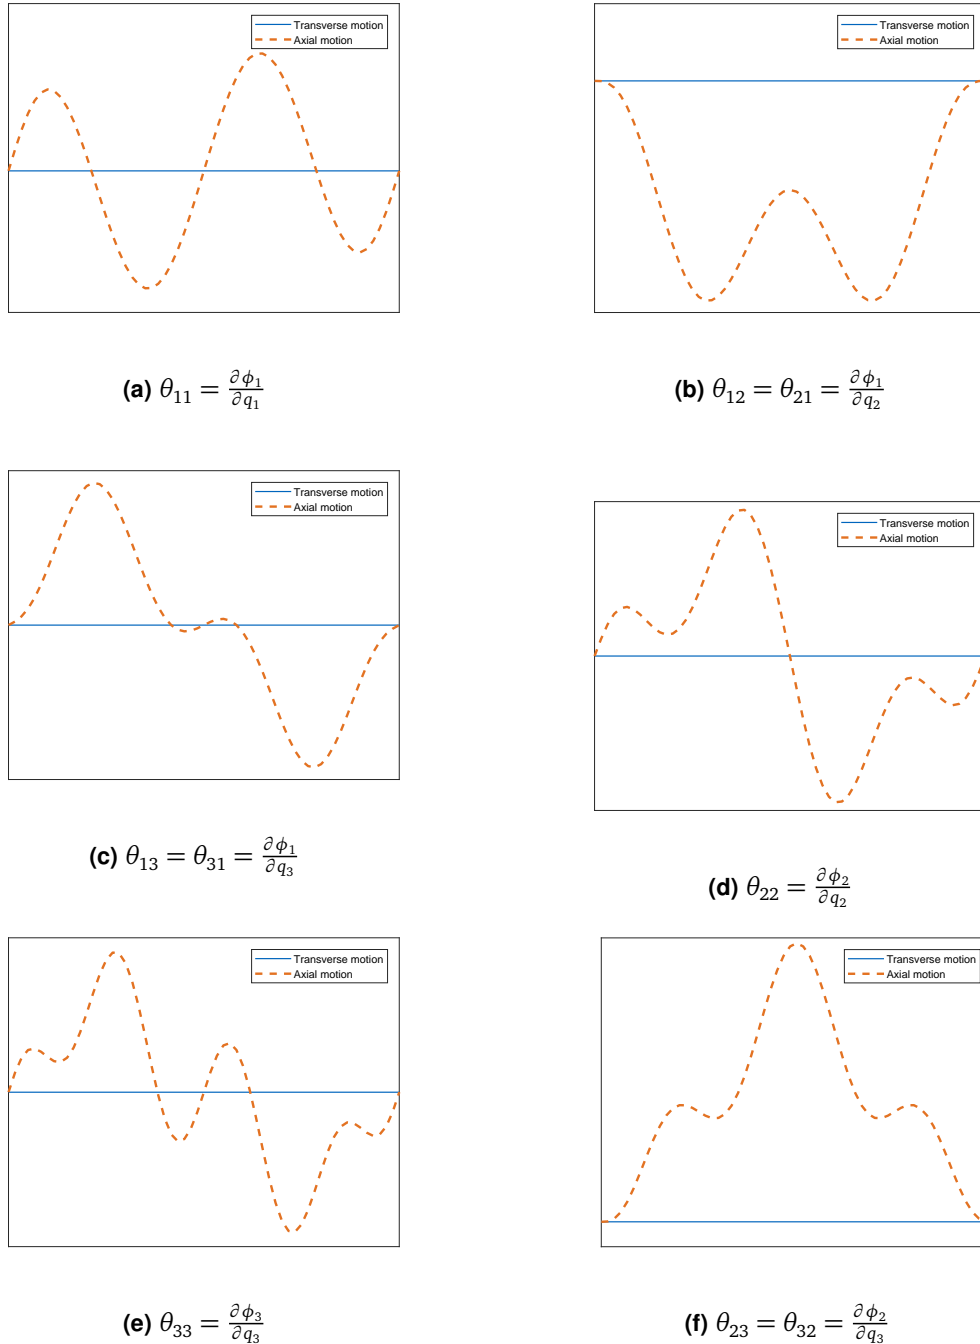 Transverse motion
Axial motion
Transverse motion
Axial motion
(a) θ₁₁ = ∂ϕ₁/∂q₁
(b) θ₁₂ = θ₂₁ = ∂ϕ₁/∂q₂
Transverse motion
Axial motion
Transverse motion
Axial motion
(c) θ₁₃ = θ₃₁ = ∂ϕ₁/∂q₃
(d) θ₂₂ = ∂ϕ₂/∂q₂
Transverse motion
Axial motion
Transverse motion
Axial motion
(e) θ₃₃ = ∂ϕ₃/∂q₃
(f) θ₂₃ = θ₃₂ = ∂ϕ₂/∂q₃